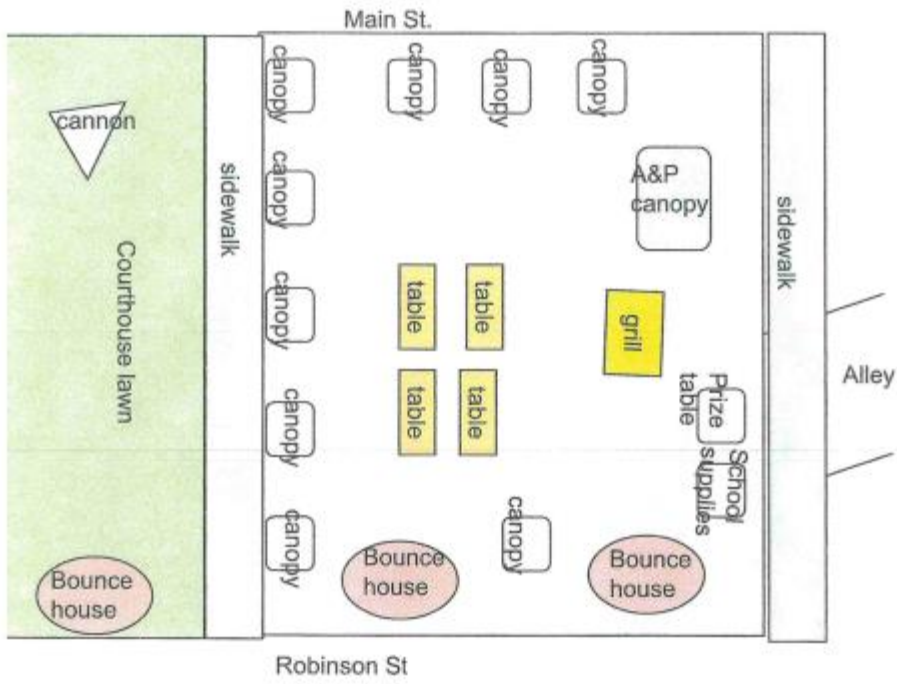 Main St.
canopy
canopy
canopy
canopy
cannon
A&P
canopy
canopy
sidewalk
sidewalk
Courthouse lawn
canopy
table
table
grill
Alley
Prize
table
canopy
table
table
School
supplies
canopy
canopy
Bounce
house
Bounce
house
Bounce
house
Robinson St